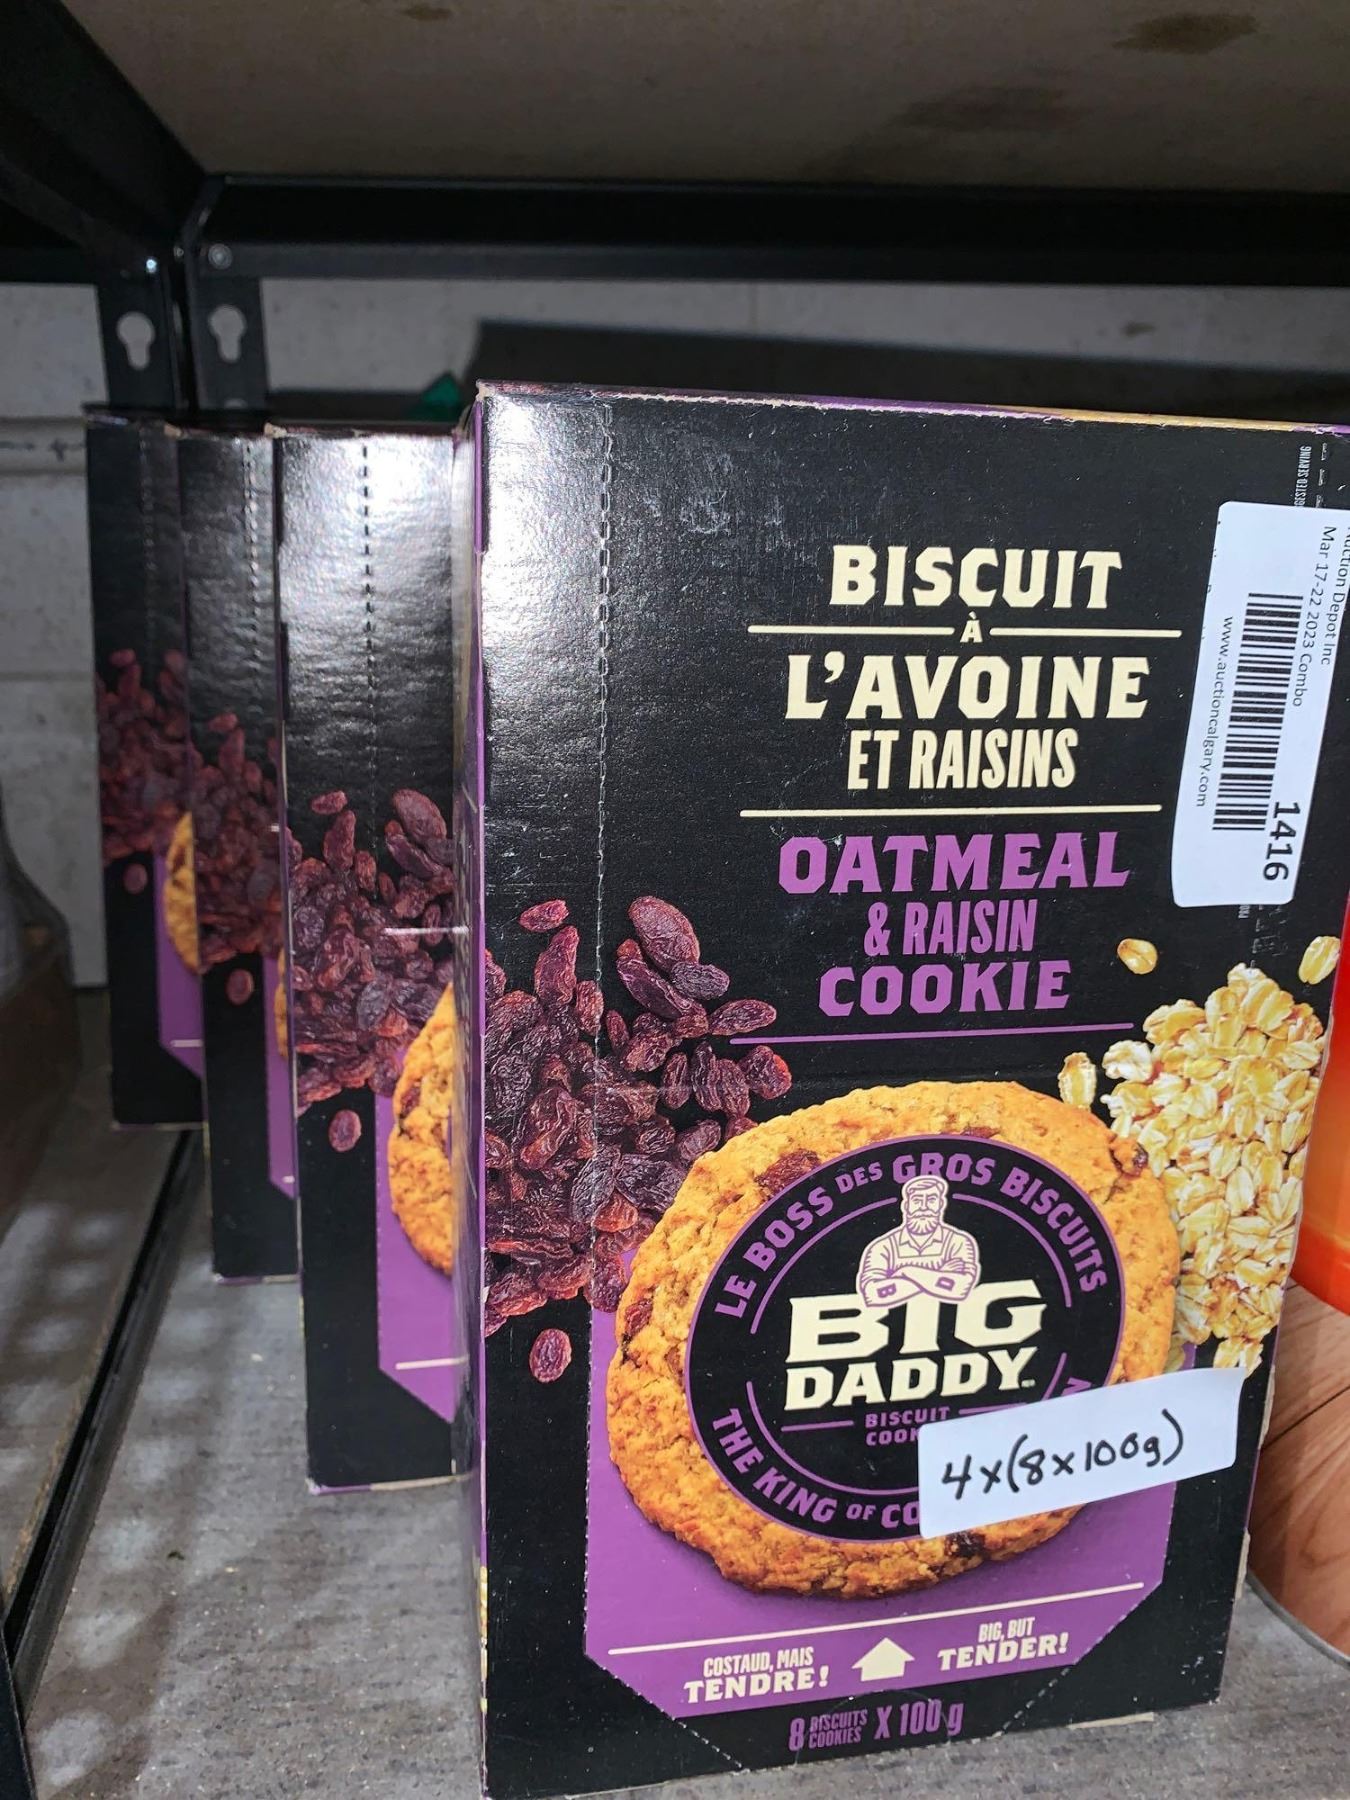 BISCUIT
À
L'AVOINE
ET RAISINS
OATMEAL
& RAISIN
COOKIE
Auction Depot Inc
Mar 17-22 2023 Combo
1416
www.auctioncalgary.com
LE BOSS DES GROS BISCUITS
BIG
DADDY
BISCUIT
THE KING OF
4x(8x100g)
COSTAUD, MAIS
TENDRE!
BIG, BUT
TENDER!
8 BISCUITS COOKIES X 100 g